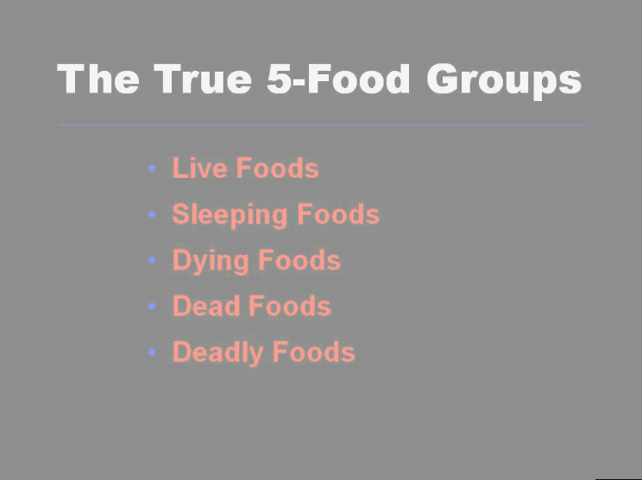 The True 5-Food Groups
• Live Foods
• Sleeping Foods
• Dying Foods
• Dead Foods
• Deadly Foods